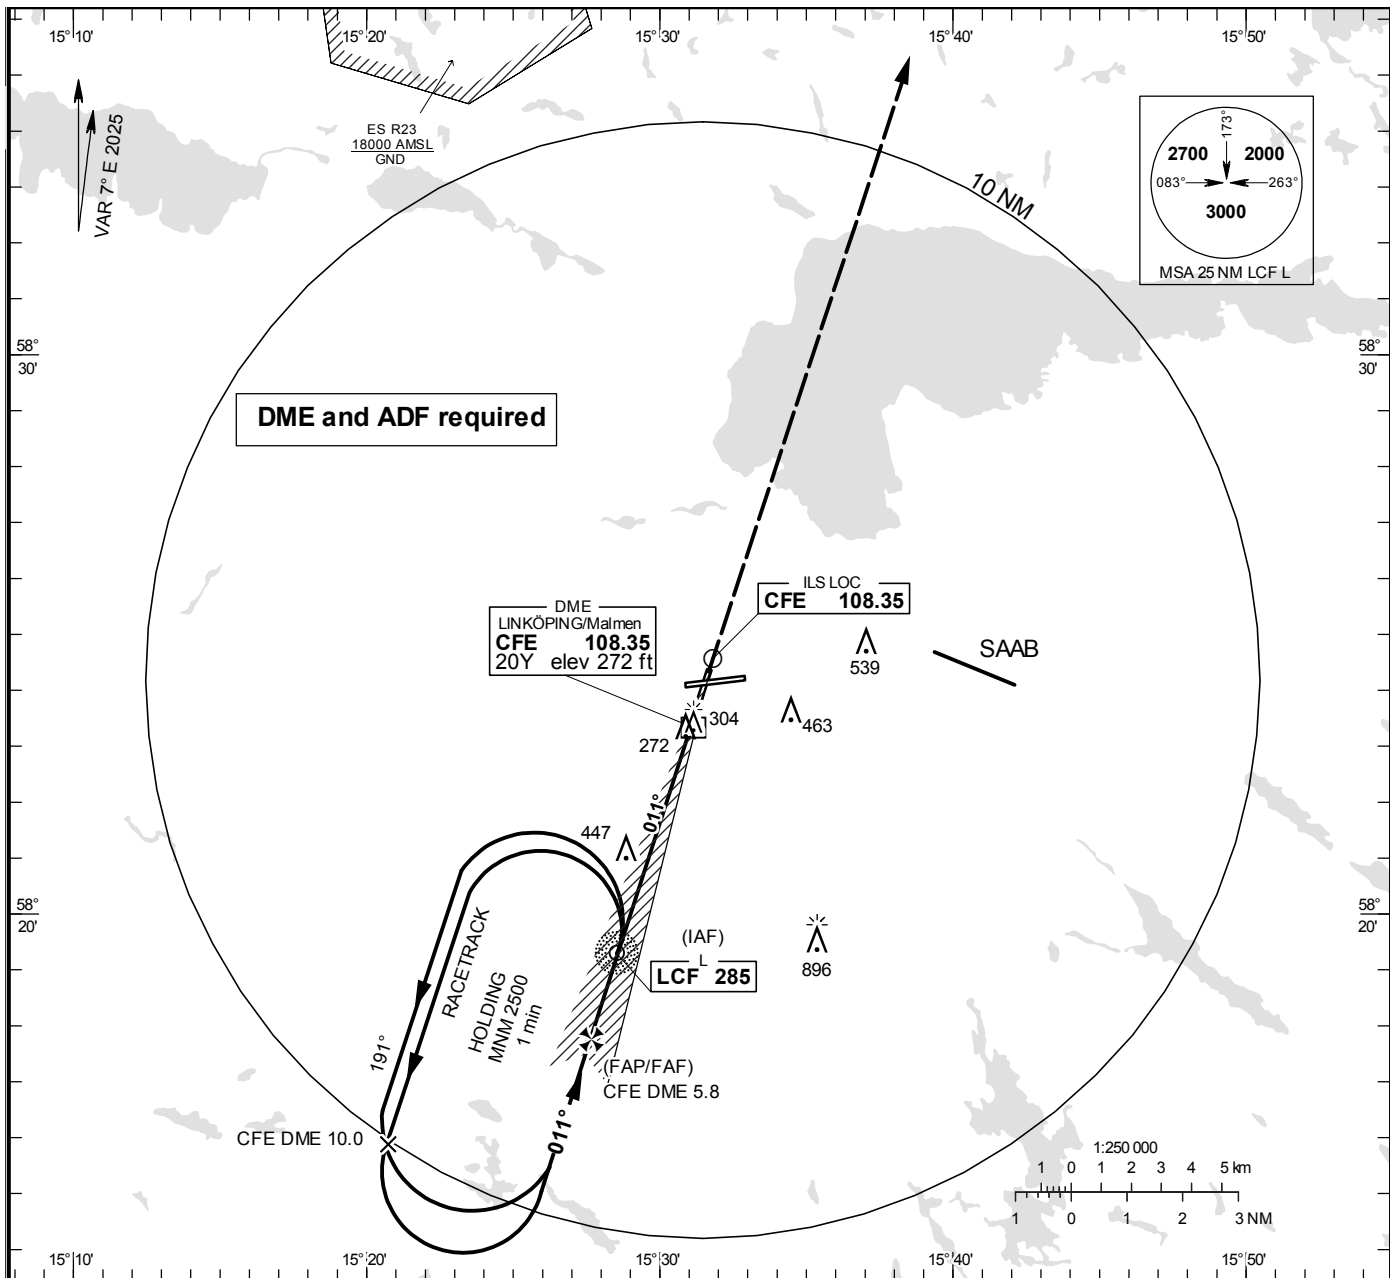 15°10'
15°20'
15°30'
15°40'
15°50'
VAR 7° E 2025
ES R23
18000 AMSL
GND
10 NM
173°
2700
2000
083°
263°
3000
MSA 25 NM LCF L
58°
30'
58°
30'
DME and ADF required
ILS LOC
CFE 108.35
DME
LINKÖPING/Malmen
CFE 108.35
20Y elev 272 ft
539
SAAB
304
463
272
011°
447
58°
20'
58°
20'
(IAF)
L
LCF 285
896
RACETRACK
HOLDING
MNM 2500
1 min
191°
(FAP/FAF)
CFE DME 5.8
011°
CFE DME 10.0
1:250 000
1 0 1 2 3 4 5 km
1 0 1 2 3 NM
15°10'
15°20'
15°30'
15°40'
15°50'